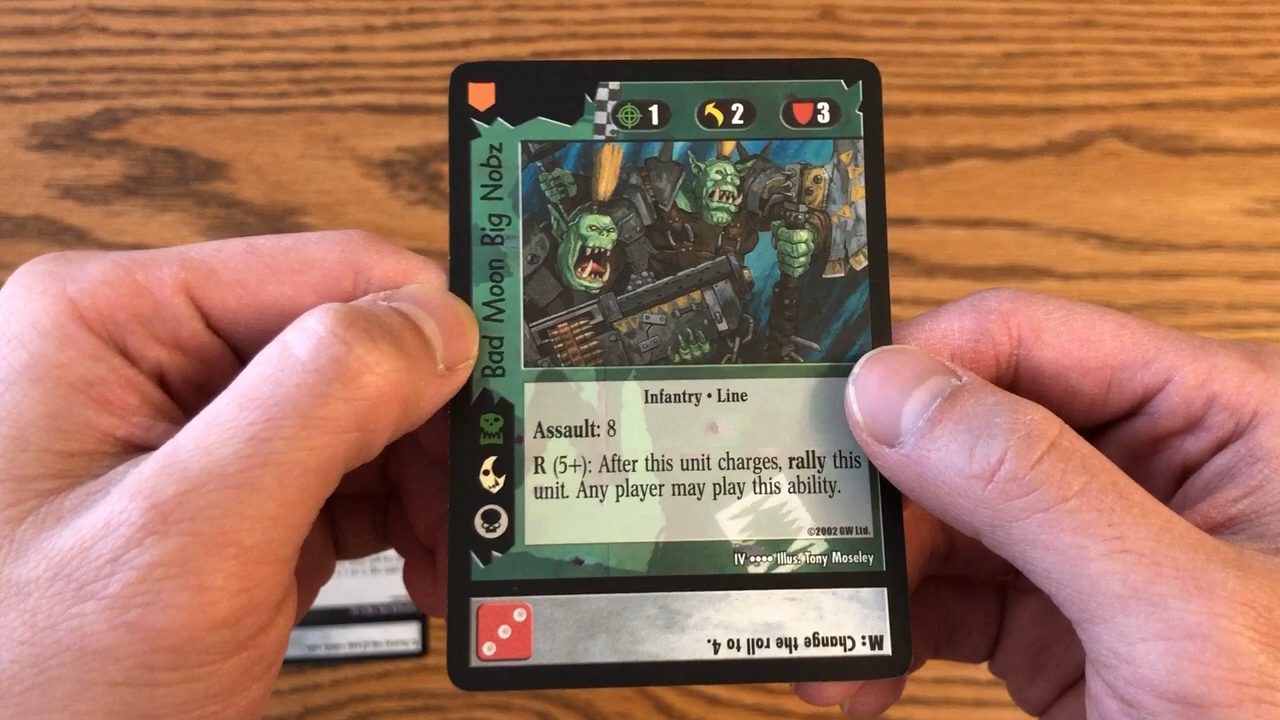 1 2 3
Bad Moon Big Nobz
Infantry • Line
Assault: 8
R (5+): After this unit charges, rally this
unit. Any player may play this ability.
©2002 GW Ltd.
IV •••• Illus: Tony Moseley
M: Change the roll to 4.